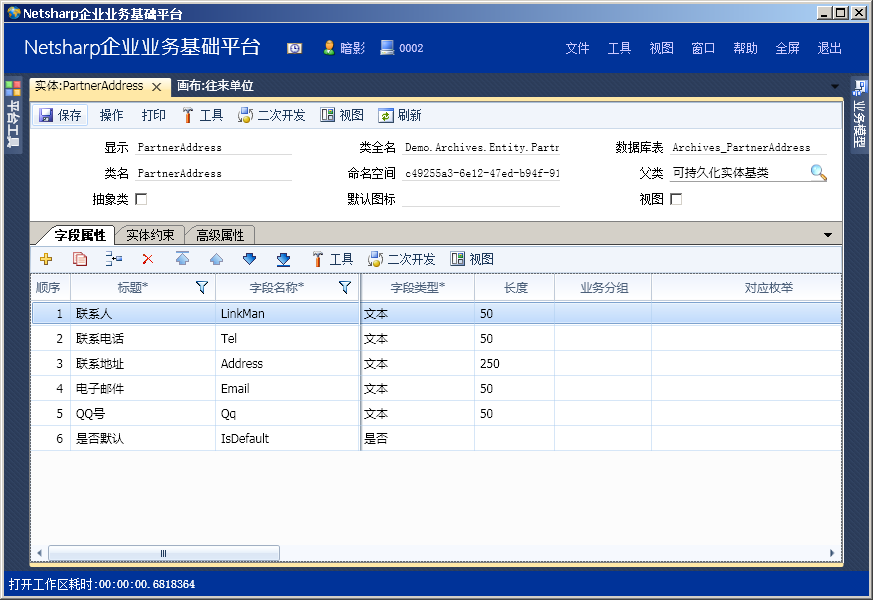 Netsharp企业业务基础平台
Netsharp企业业务基础平台 暗影 0002 文件 工具 视图 窗口 帮助 全屏 退出
平台工具
实体:PartnerAddress 画布:往来单位
业务模型
保存 操作 打印 工具 二次开发 视图 刷新
显示 PartnerAddress 类全名 Demo.Archives.Entity.Partn 数据库表 Archives_PartnerAddress
类名 PartnerAddress 命名空间 c49255a3-6e12-47ed-b94f-91 父类 可持久化实体基类
抽象类 默认图标 视图
字段属性 实体约束 高级属性
工具 二次开发 视图
顺序 标题* 字段名称* 字段类型* 长度 业务分组 对应枚举
1 联系人 LinkMan 文本 50
2 联系电话 Tel 文本 50
3 联系地址 Address 文本 250
4 电子邮件 Email 文本 50
5 QQ号 Qq 文本 50
6 是否默认 IsDefault 是否
打开工作区耗时:00:00:00.6818364